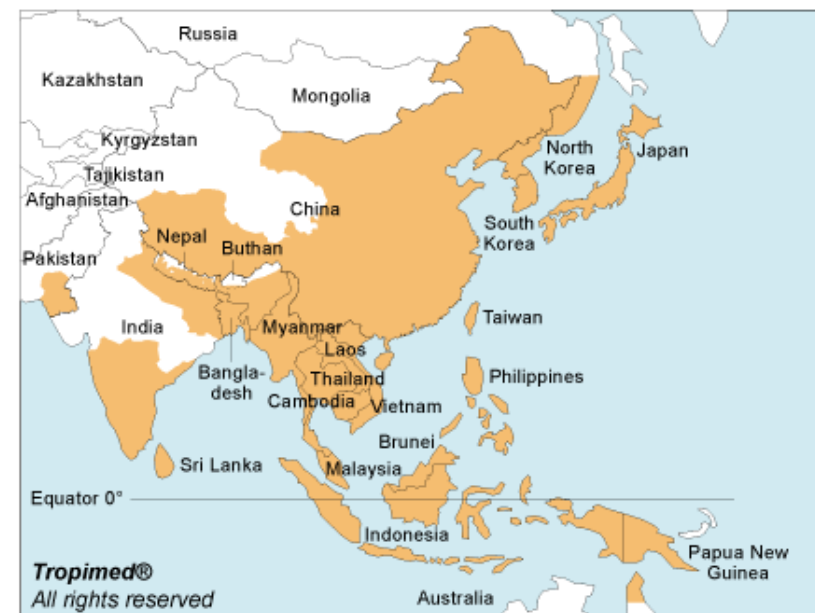 Russia
Kazakhstan
Mongolia
Kyrgyzstan
North
Korea
Japan
Tajikistan
Afghanistan
China
South
Korea
Nepal
Buthan
Pakistan
Taiwan
India
Myanmar
Laos
Bangla-
desh
Thailand
Philippines
Cambodia
Vietnam
Brunei
Sri Lanka
Malaysia
Equator 0°
Indonesia
Papua New
Guinea
Tropimed®
All rights reserved
Australia